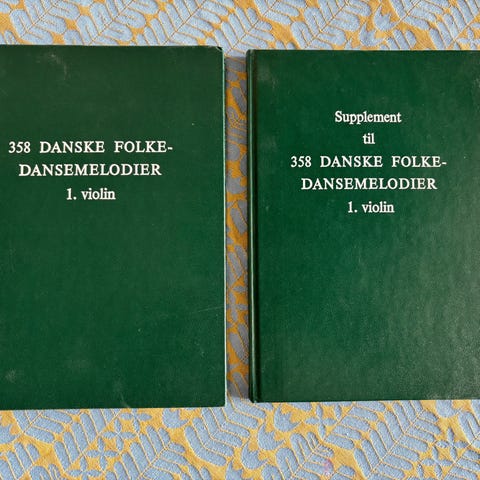 358 DANSKE FOLKE-
DANSEMELODIER
1. violin
Supplement
til
358 DANSKE FOLKE-
DANSEMELODIER
1. violin